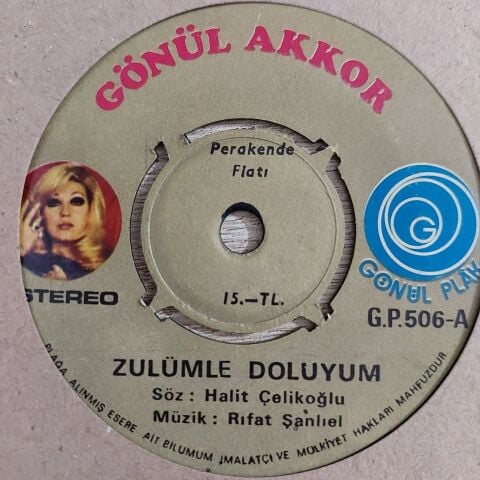 GÖNÜL AKKOR
Perakende
Fiatı
15.—TL.
STEREO
G
GÖNÜL PLÂK
G.P.506-A
ZULÜMLE DOLUYUM
Söz : Halit Çelikoğlu
Müzik : Rıfat Şanlıel
PLAĞA ALINMIŞ ESERE AİT BİLUMUM İMALATÇI VE MÜLKİYET HAKLARI MAHFUZDUR